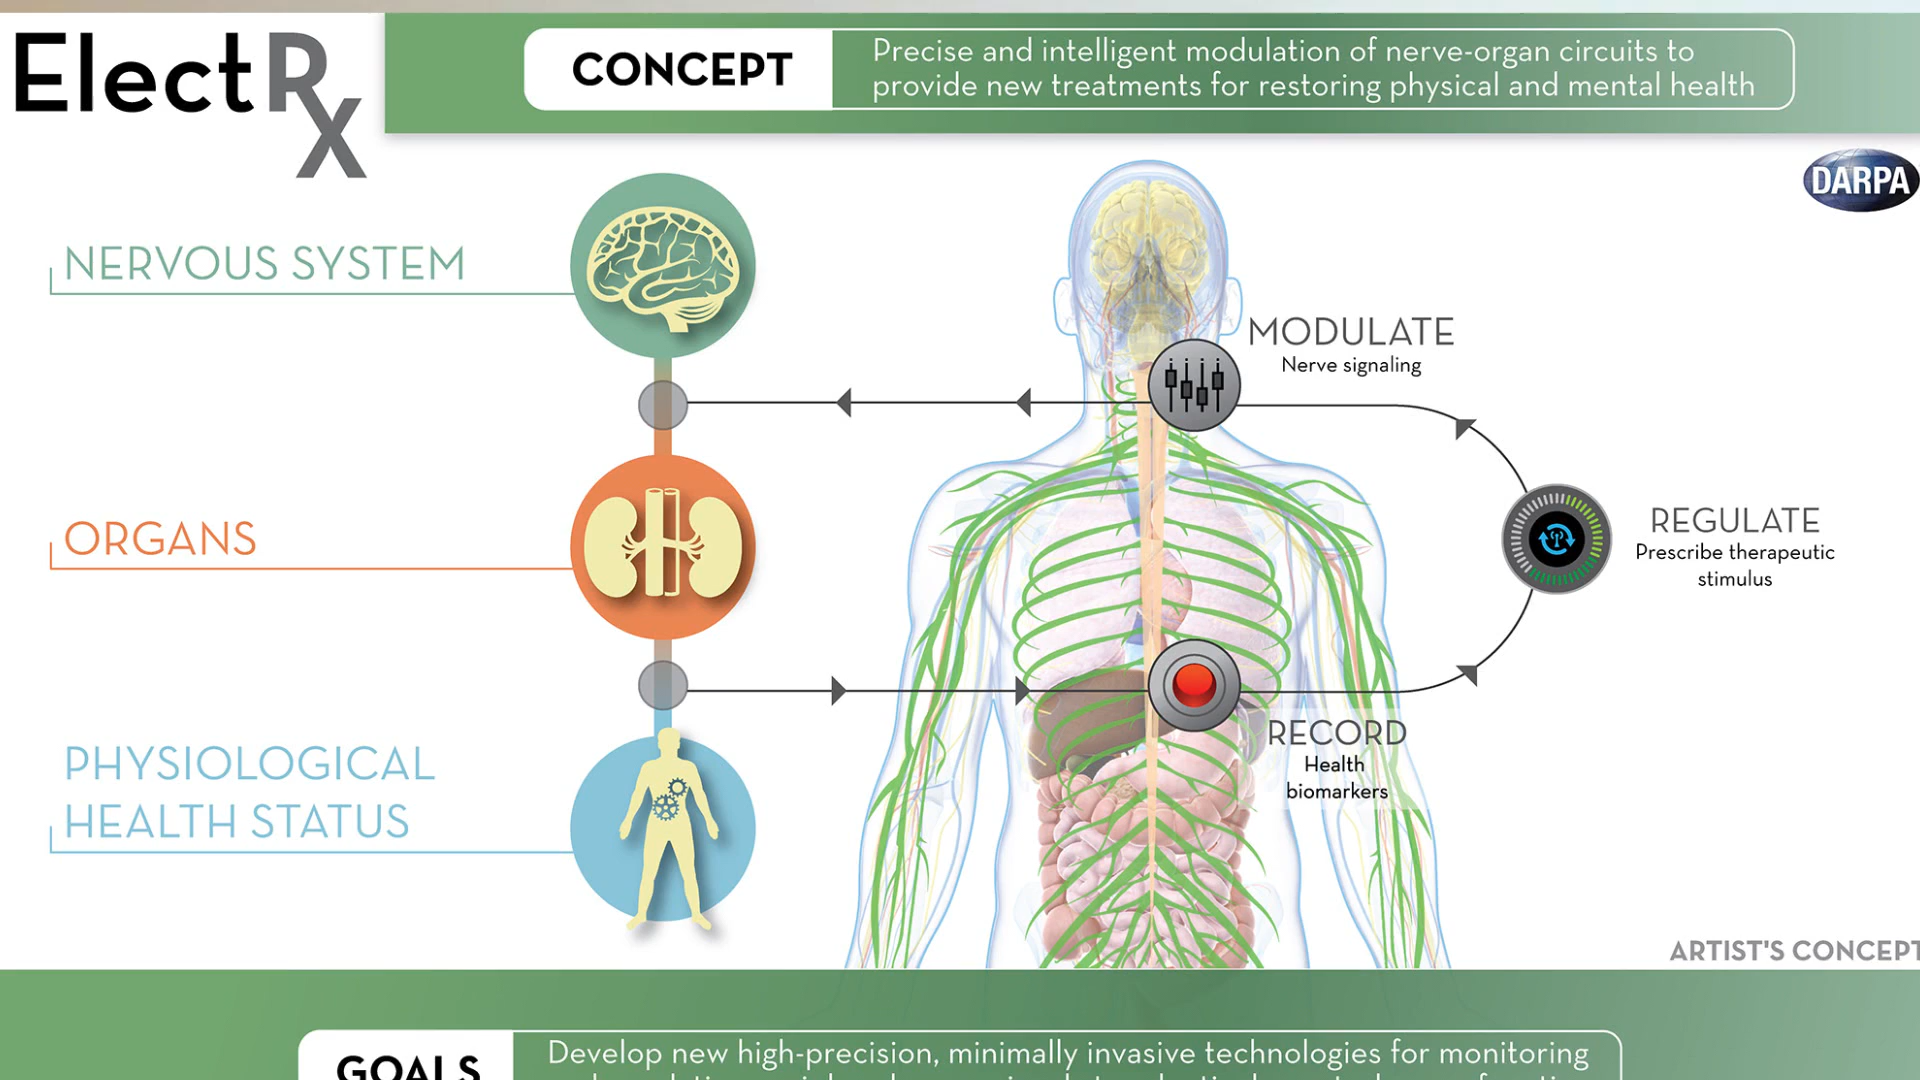 ElectRx
CONCEPT
Precise and intelligent modulation of nerve-organ circuits to
provide new treatments for restoring physical and mental health
DARPA
NERVOUS SYSTEM
MODULATE
Nerve signaling
ORGANS
REGULATE
Prescribe therapeutic
stimulus
PHYSIOLOGICAL
HEALTH STATUS
RECORD
Health
biomarkers
ARTIST'S CONCEPT
GOALS
Develop new high-precision, minimally invasive technologies for monitoring